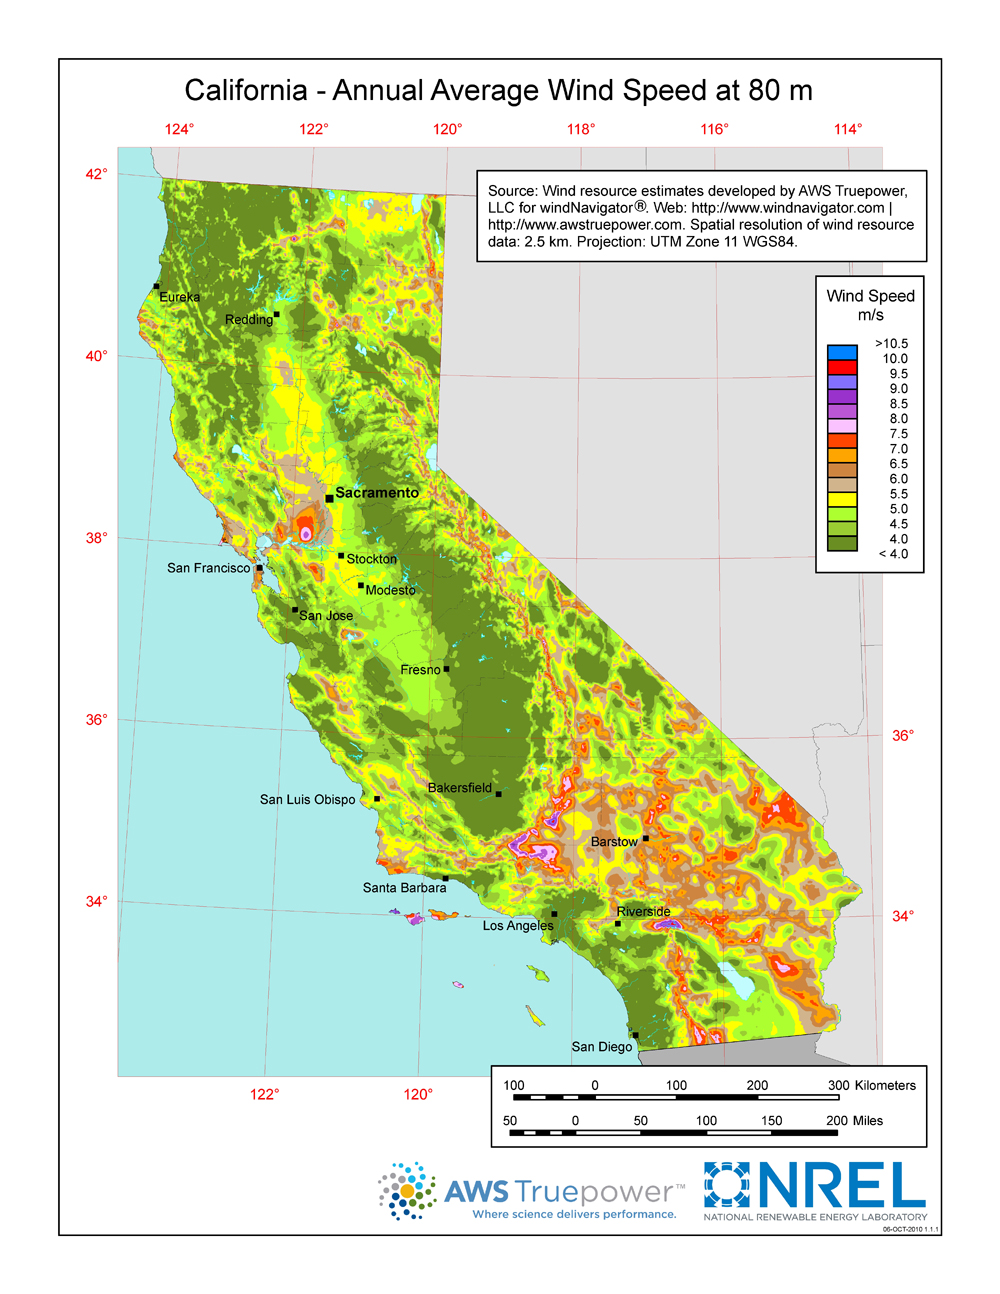 California - Annual Average Wind Speed at 80 m
124° 122° 120° 118° 116° 114°
42°
40°
38°
36°
34°
36°
34°
122° 120°
Source: Wind resource estimates developed by AWS Truepower,
LLC for windNavigator®. Web: http://www.windnavigator.com |
http://www.awstruepower.com. Spatial resolution of wind resource
data: 2.5 km. Projection: UTM Zone 11 WGS84.
Wind Speed
m/s
>10.5
10.0
9.5
9.0
8.5
8.0
7.5
7.0
6.5
6.0
5.5
5.0
4.5
4.0
< 4.0
Eureka
Redding
Sacramento
Stockton
San Francisco
Modesto
San Jose
Fresno
Bakersfield
San Luis Obispo
Barstow
Santa Barbara
Riverside
Los Angeles
San Diego
100 0 100 200 300 Kilometers
50 0 50 100 150 200 Miles
AWS Truepower™
Where science delivers performance.
NREL
NATIONAL RENEWABLE ENERGY LABORATORY
06-OCT-2010 1.1.1